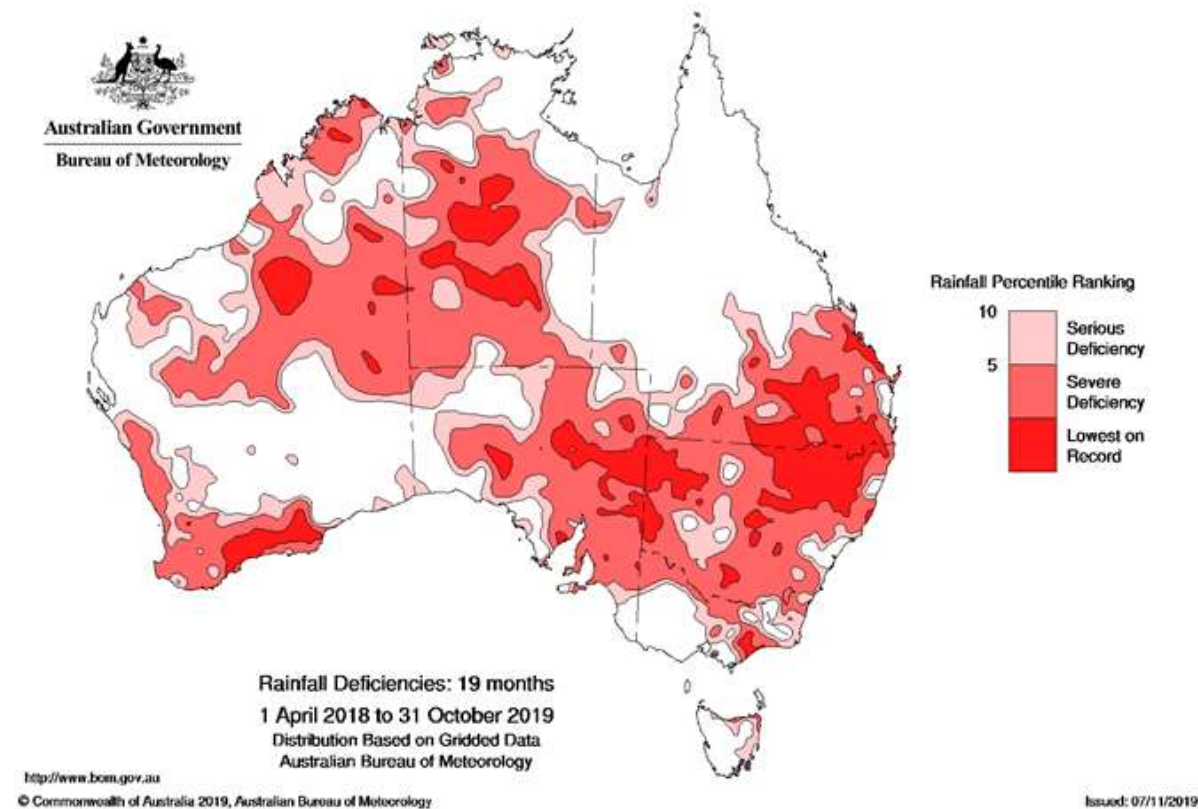 Australian Government
Bureau of Meteorology
Rainfall Percentile Ranking
10
Serious
Deficiency
5
Severe
Deficiency
Lowest on
Record
Rainfall Deficiencies: 19 months
1 April 2018 to 31 October 2019
Distribution Based on Gridded Data
Australian Bureau of Meteorology
http://www.bom.gov.au
© Commonwealth of Australia 2019, Australian Bureau of Meteorology
Issued: 07/11/2019